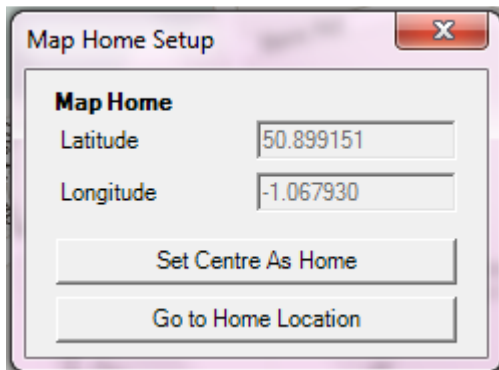 Map Home Setup
Map Home
Latitude 50.899151
Longitude -1.067930
Set Centre As Home
Go to Home Location